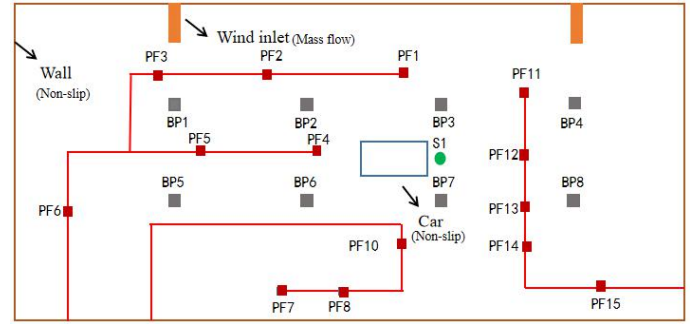 Wind inlet (Mass flow)
PF3
PF2
PF1
Wall
(Non-slip)
PF11
BP1
BP2
BP3
BP4
PF5
PF4
S1
PF12
BP5
BP6
BP7
BP8
PF6
PF13
Car
(Non-slip)
PF10
PF14
PF7
PF8
PF15